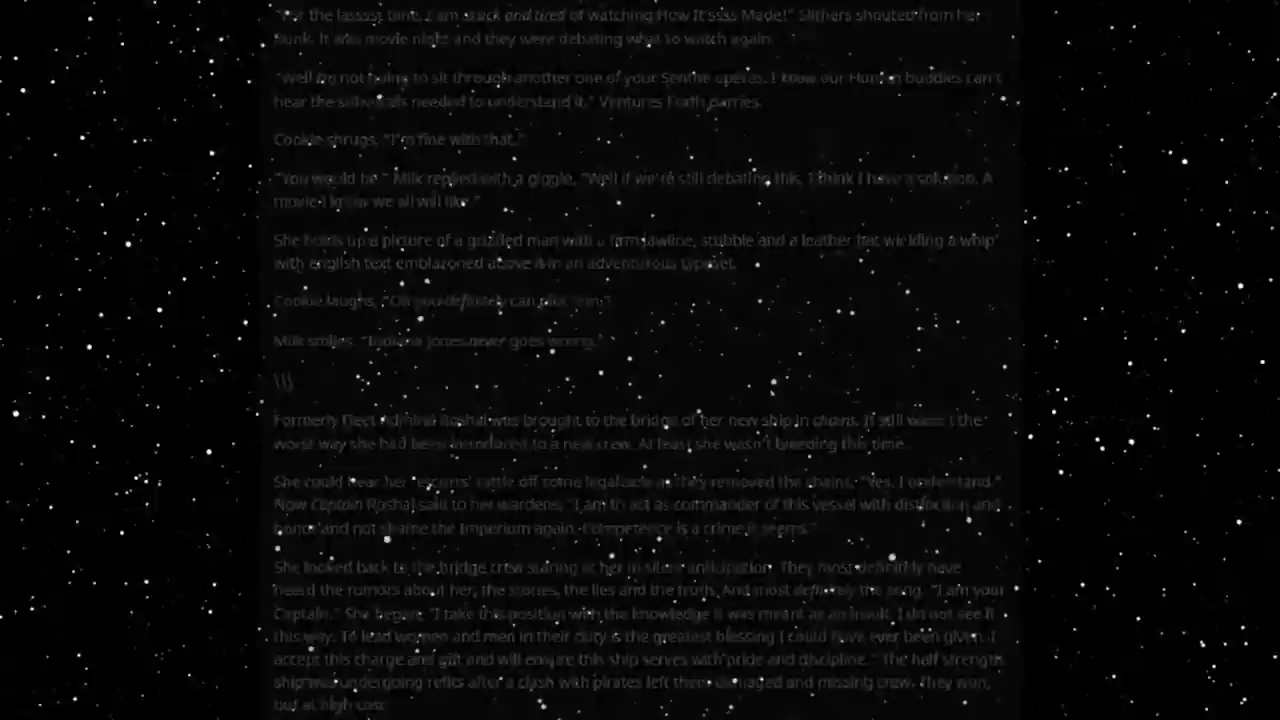 "For the lasssst time, I am sssick and tired of watching How It'ssss Made!" Slithers shouted from her
bunk. It was movie night and they were debating what to watch again.
"Well I'm not going to sit through another one of your Senthe operas. I know our Human buddies can't
hear the subvocals needed to understand it." Ventures Forth parries.
Cookie shrugs, "I'm fine with that."
"You would be." Milk replied with a giggle, "Well if we're still debating this, I think I have a solution. A
movie I know we all will like."
She holds up a picture of a grizzled man with a firm jawline, stubble and a leather hat wielding a whip
with english text emblazoned above it in an adventurous typeset.
Cookie laughs, "Oh you definitely can pick 'em."
Milk smiles. "Indiana Jones never goes wrong."
\\\
Formerly Fleet Admiral Roshal was brought to the bridge of her new ship in chains. It still wasn't the
worst way she had been introduced to a new crew. At least she wasn't bleeding this time.
She could hear her 'escorts' rattle off some legalize as they removed the chains. "Yes, I understand."
Now Captain Roshal said to her wardens, "I am to act as commander of this vessel with distinction and
honor and not shame the Imperium again. Competence is a crime it seems."
She looked back to the bridge crew staring at her in silent anticipation. They most definitely have
heard the rumors about her, the stories, the lies and the truth. And most definitely the song. "I am your
Captain." She began. "I take this position with the knowledge it was meant as an insult. I do not see it
this way. To lead women and men in their duty is the greatest blessing I could have ever been given. I
accept this charge and gift and will ensure this ship serves with pride and discipline." The half strength
ship was undergoing refits after a clash with pirates left them damaged and missing crew. They won,
but at high cost